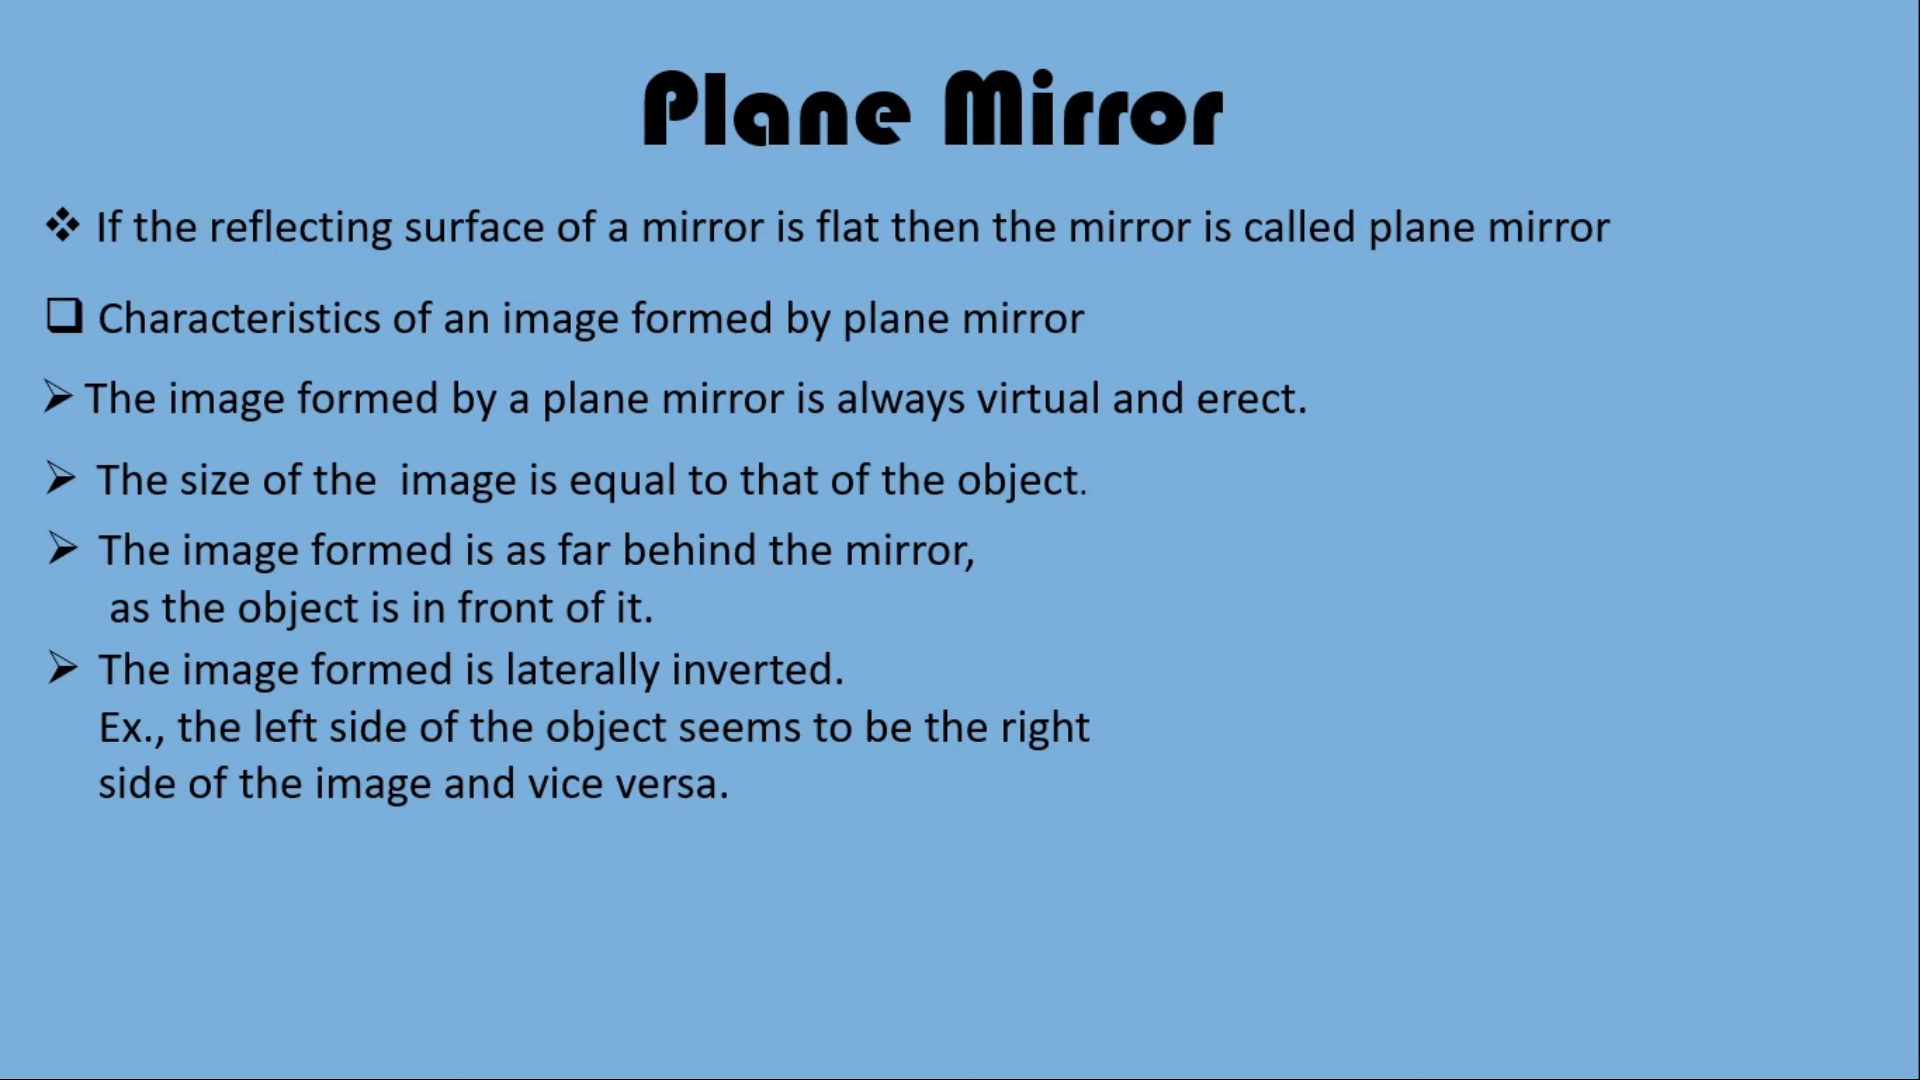 Plane Mirror
❖ If the reflecting surface of a mirror is flat then the mirror is called plane mirror
❑ Characteristics of an image formed by plane mirror
➢ The image formed by a plane mirror is always virtual and erect.
➢ The size of the  image is equal to that of the object.
➢ The image formed is as far behind the mirror,
as the object is in front of it.
➢ The image formed is laterally inverted.
Ex., the left side of the object seems to be the right
side of the image and vice versa.